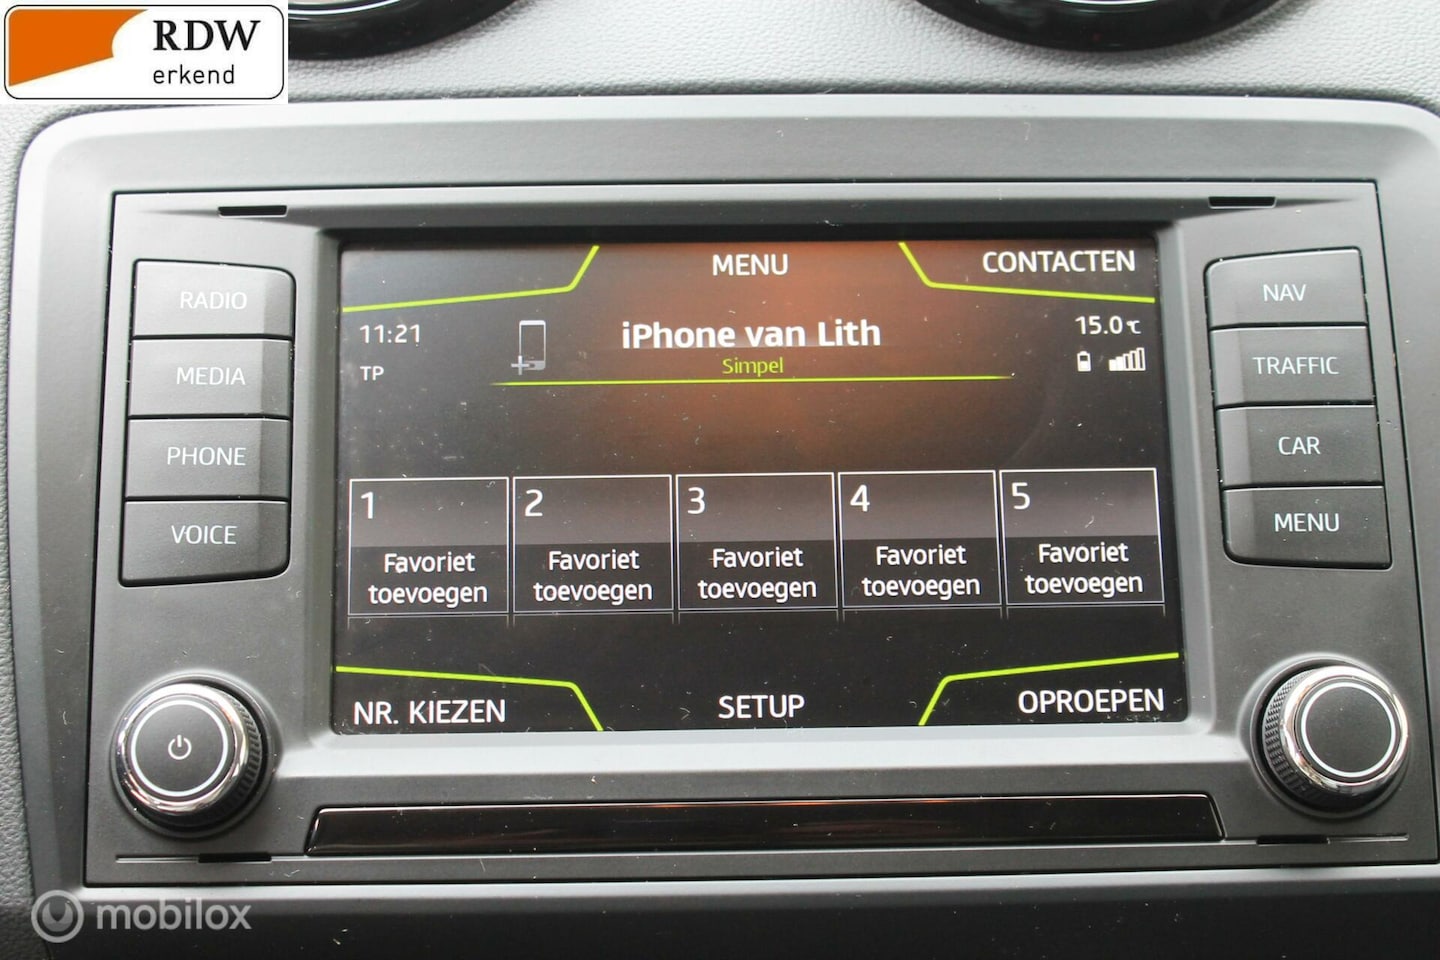 RDW
erkend
MENU
CONTACTEN
RADIO
NAV
11:21
iPhone van Lith
15.0 °C
Simpel
TP
MEDIA
TRAFFIC
PHONE
CAR
VOICE
MENU
1
2
3
4
5
Favoriet
toevoegen
Favoriet
toevoegen
Favoriet
toevoegen
Favoriet
toevoegen
Favoriet
toevoegen
NR. KIEZEN
SETUP
OPROEPEN
mobilox